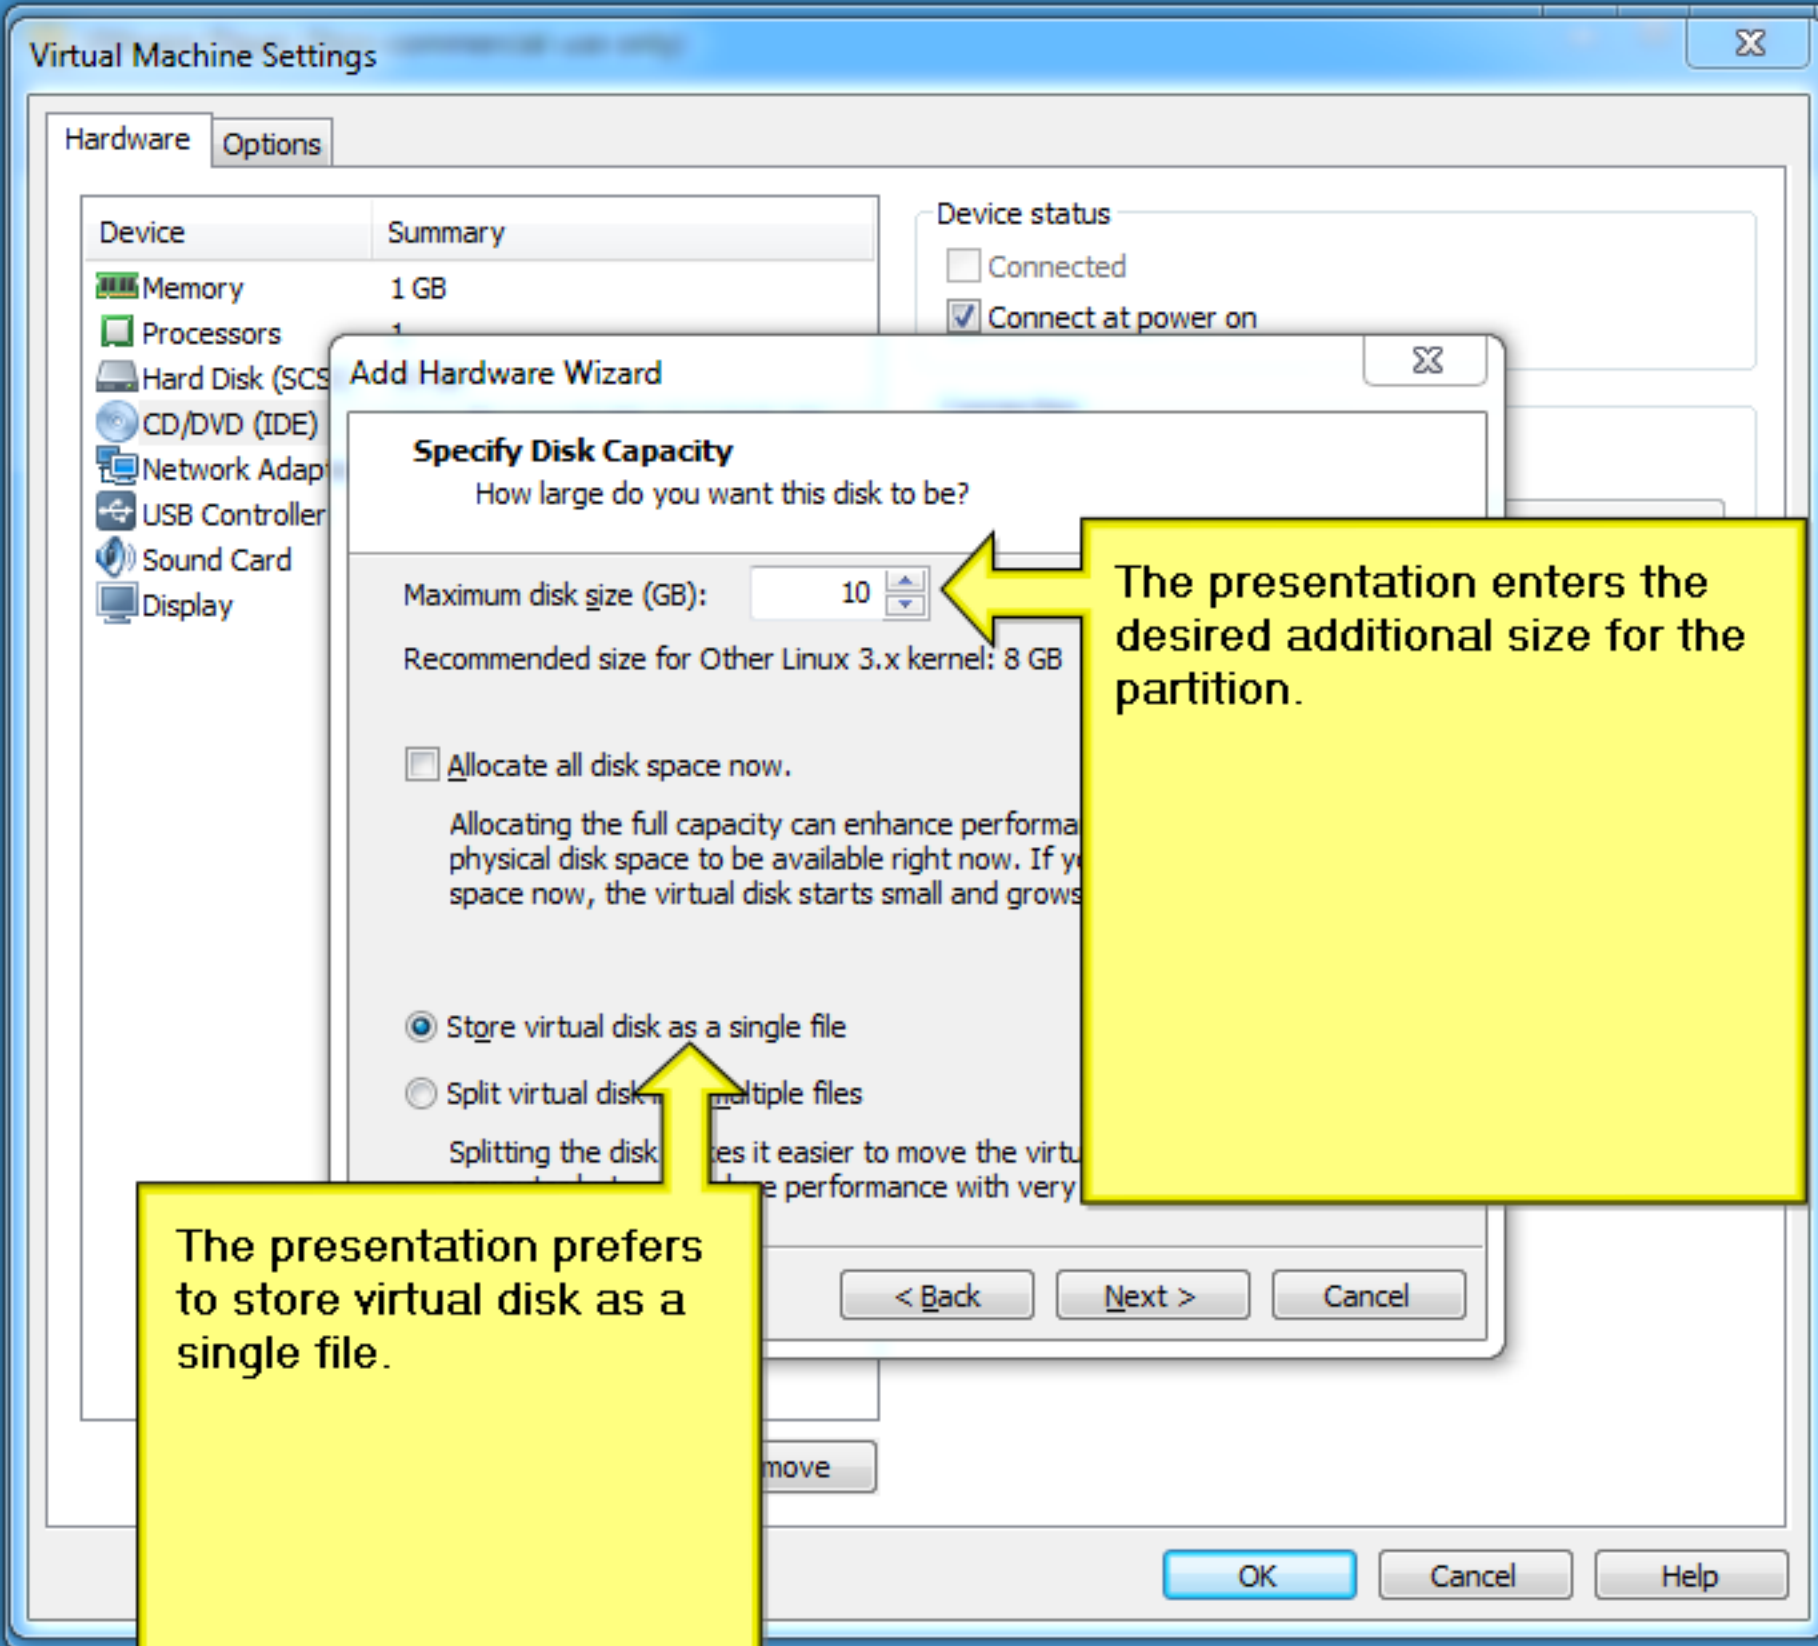 Virtual Machine Settings
Hardware
Options
Device
Summary
Memory
1 GB
Processors
1
Hard Disk (SCS
CD/DVD (IDE)
Network Adapt
USB Controller
Sound Card
Display
Device status
Connected
Connect at power on
Add Hardware Wizard
Specify Disk Capacity
How large do you want this disk to be?
Maximum disk size (GB):
10
Recommended size for Other Linux 3.x kernel: 8 GB
Allocate all disk space now.
Allocating the full capacity can enhance performa
physical disk space to be available right now. If y
space now, the virtual disk starts small and grows
Store virtual disk as a single file
Split virtual disk multiple files
Splitting the disk it easier to move the virtu
performance with very
< Back
Next >
Cancel
The presentation enters the
desired additional size for the
partition.
The presentation prefers
to store virtual disk as a
single file.
move
OK
Cancel
Help